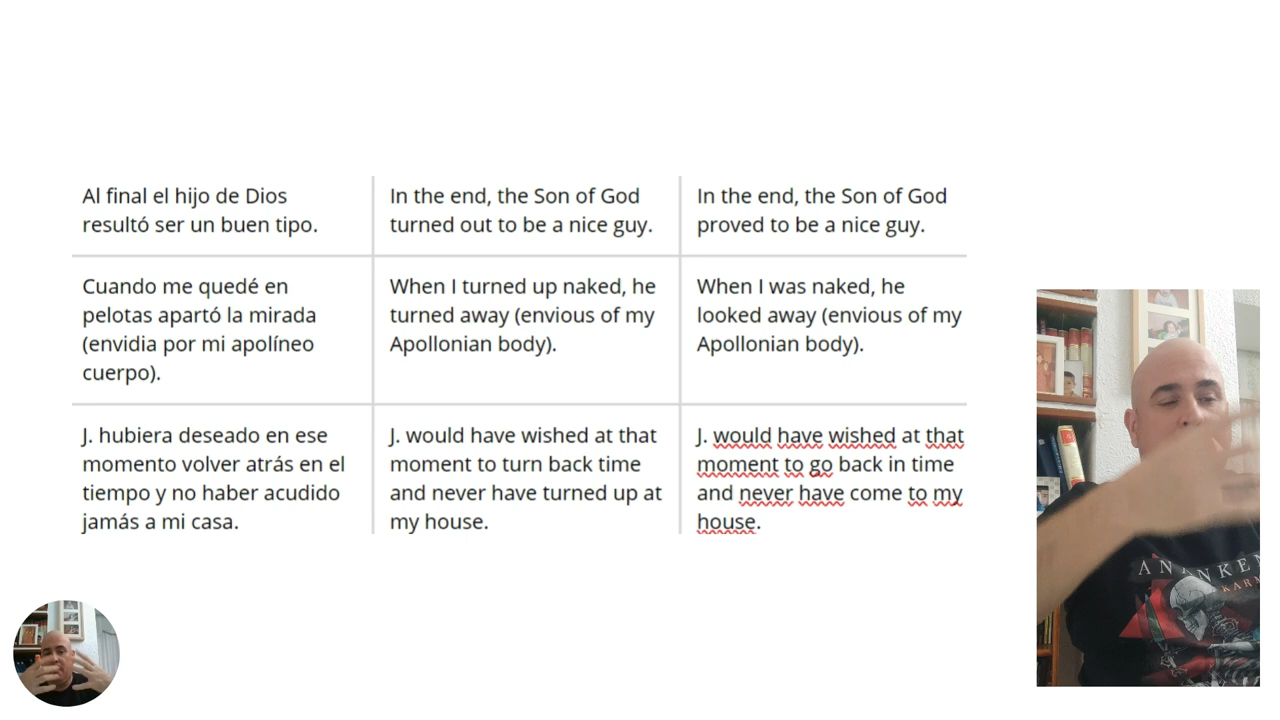 Al final el hijo de Dios
resultó ser un buen tipo.
In the end, the Son of God
turned out to be a nice guy.
In the end, the Son of God
proved to be a nice guy.
Cuando me quedé en
pelotas apartó la mirada
(envidia por mi apolíneo
cuerpo).
When I turned up naked, he
turned away (envious of my
Apollonian body).
When I was naked, he
looked away (envious of my
Apollonian body).
J. hubiera deseado en ese
momento volver atrás en el
tiempo y no haber acudido
jamás a mi casa.
J. would have wished at that
moment to turn back time
and never have turned up at
my house.
J. would have wished at that
moment to go back in time
and never have come to my
house.